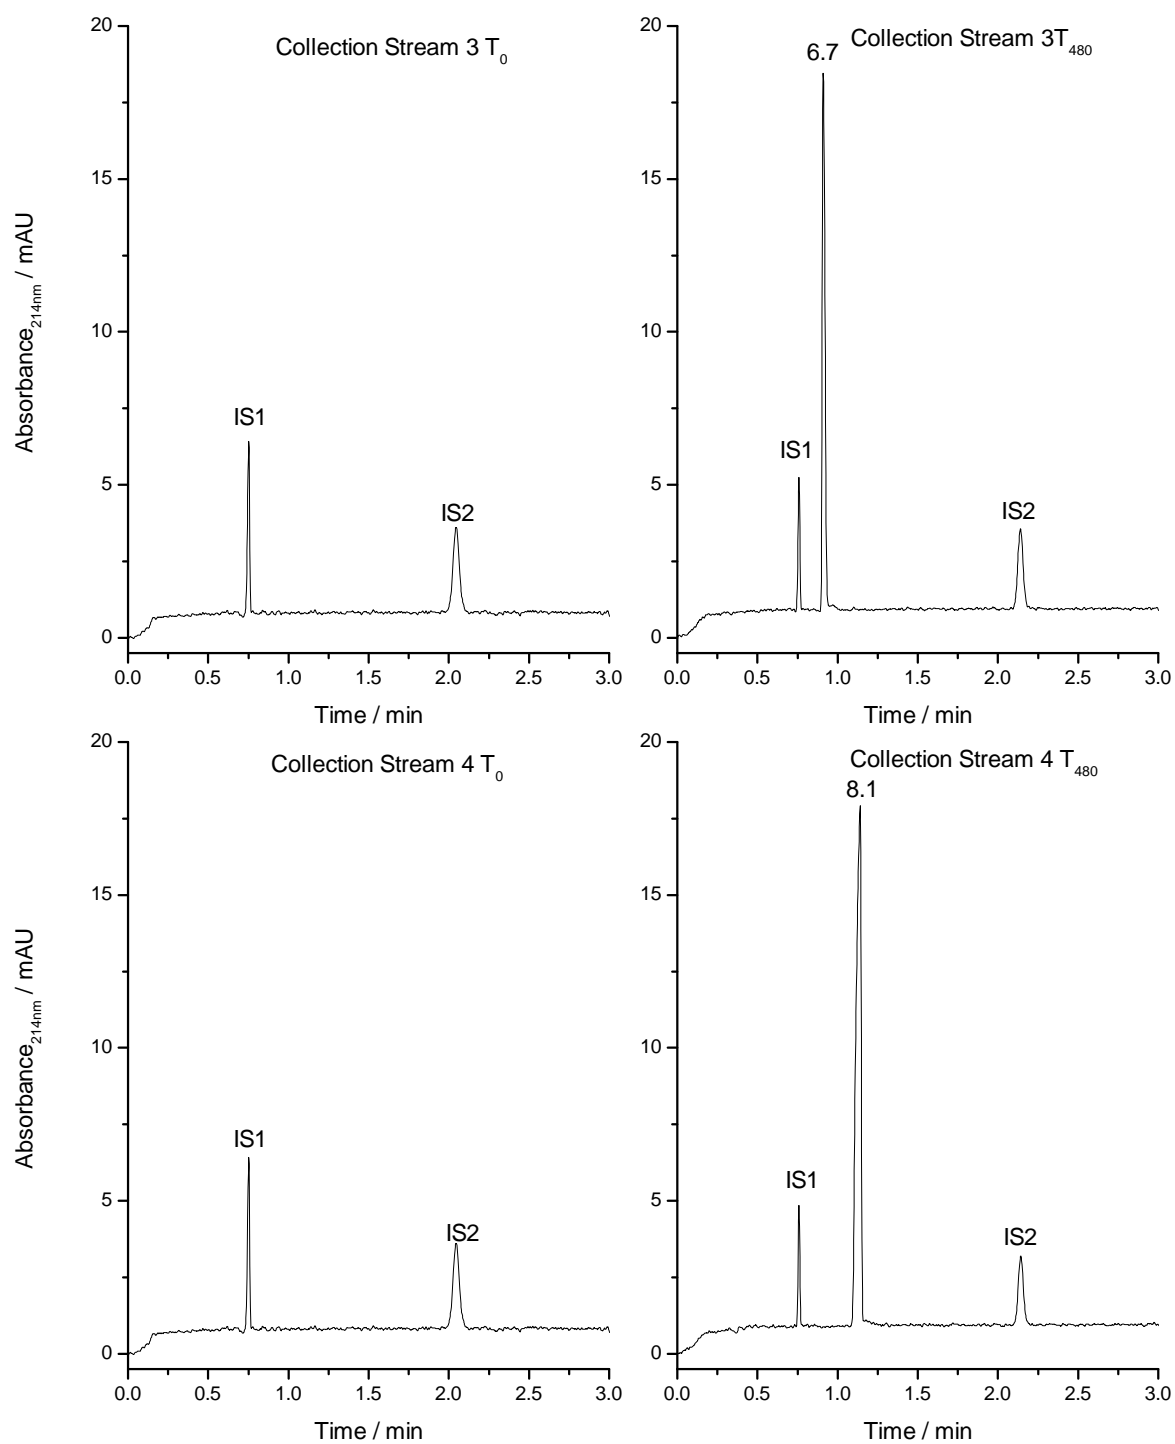 Collection Stream 3 T0
Absorbance214nm / mAU
20
15
10
5
0
IS1
IS2
0.0 0.5 1.0 1.5 2.0 2.5 3.0
Time / min
Collection Stream 3T480
6.7
20
15
10
5
0
IS1
IS2
0.0 0.5 1.0 1.5 2.0 2.5 3.0
Time / min
Collection Stream 4 T0
Absorbance214nm / mAU
20
15
10
5
0
IS1
IS2
0.0 0.5 1.0 1.5 2.0 2.5 3.0
Time / min
Collection Stream 4 T480
8.1
20
15
10
5
0
IS1
IS2
0.0 0.5 1.0 1.5 2.0 2.5 3.0
Time / min